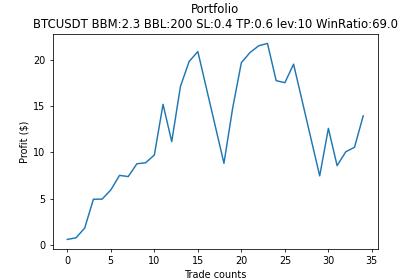 Portfolio
BTCUSDT BBM:2.3 BBL:200 SL:0.4 TP:0.6 lev:10 WinRatio:69.0
20
15
10
5
0
Profit ($)
0 5 10 15 20 25 30 35
Trade counts